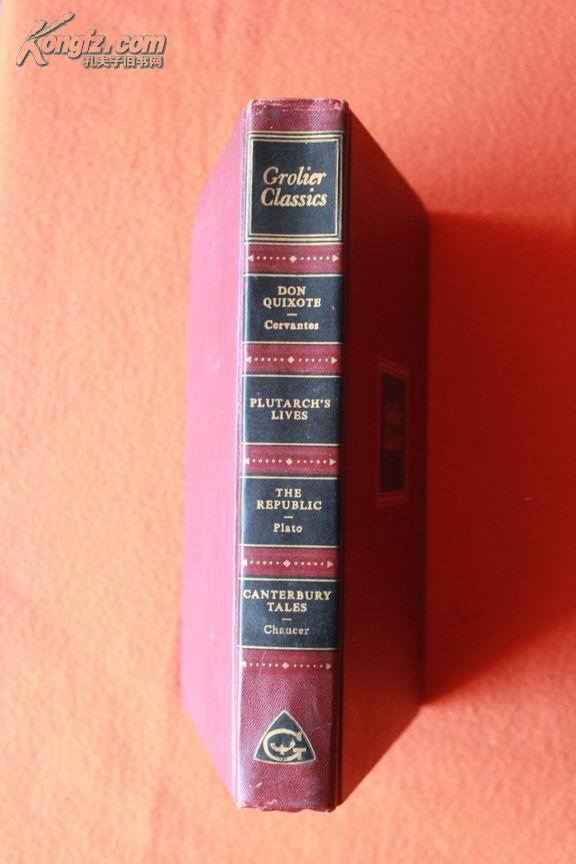 Kongfz.com
孔夫子旧书网
Grolier
Classics
DON
QUIXOTE
Cervantes
PLUTARCH'S
LIVES
THE
REPUBLIC
Plato
CANTERBURY
TALES
Chaucer
G